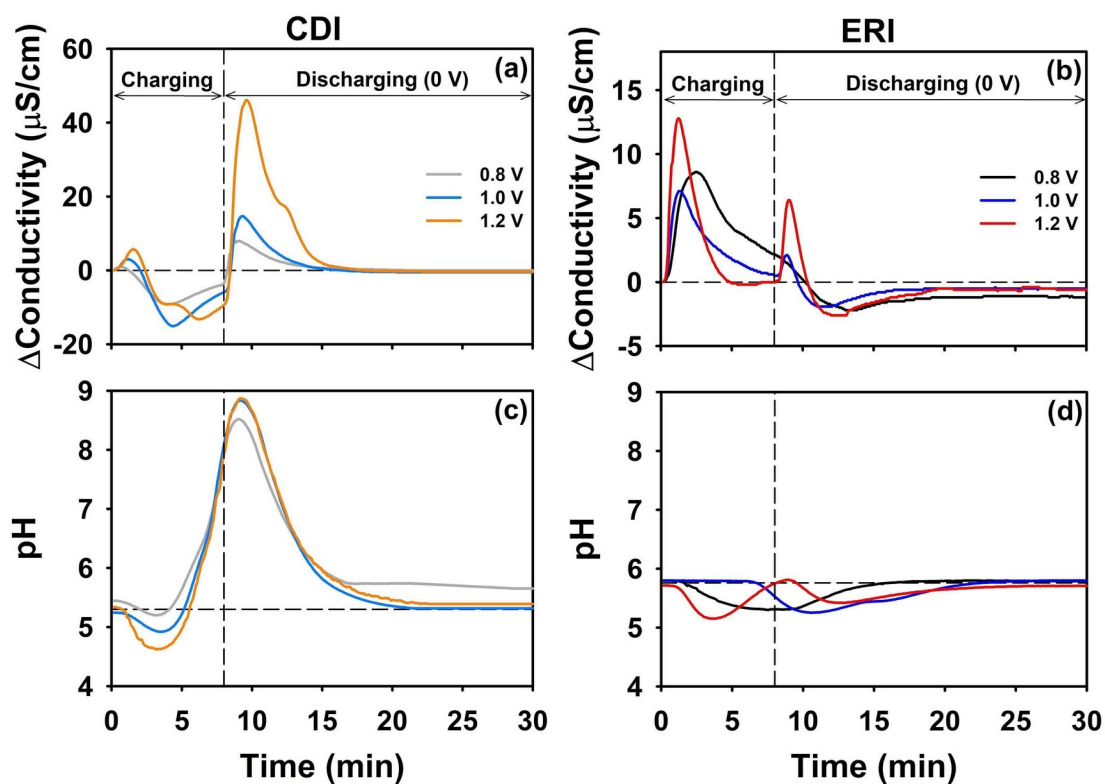 CDI
ERI
(a)
Charging
Discharging (0 V)
ΔConductivity (μS/cm)
60
40
20
0
-20
0.8 V
1.0 V
1.2 V
(b)
Charging
Discharging (0 V)
ΔConductivity (μS/cm)
15
10
5
0
-5
0.8 V
1.0 V
1.2 V
(c)
pH
9
8
7
6
5
4
0 5 10 15 20 25 30
Time (min)
(d)
pH
9
8
7
6
5
4
0 5 10 15 20 25 30
Time (min)